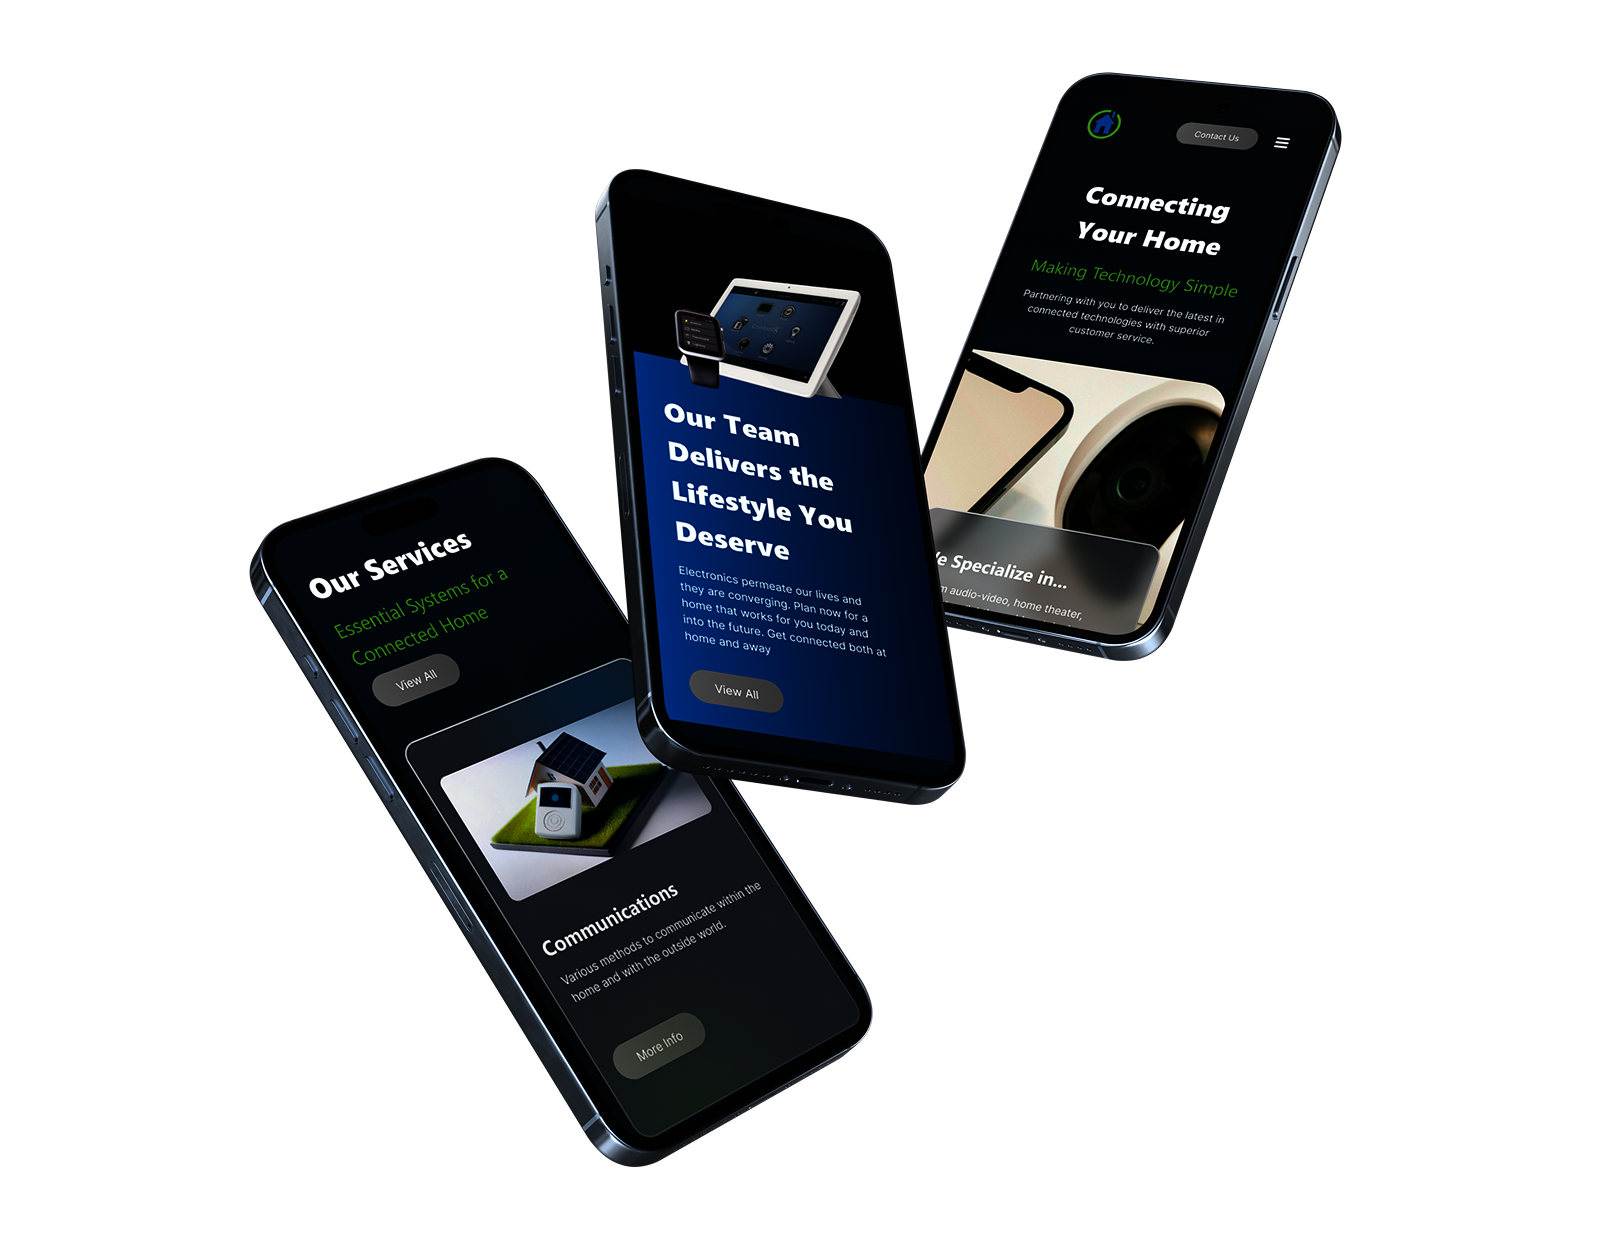 Our Services
Essential Systems for a
Connected Home
View All
Communications
Various methods to communicate within the
home and with the outside world.
More Info
Our Team
Delivers the
Lifestyle You
Deserve
Electronics permeate our lives and
they are converging. Plan now for a
home that works for you today and
into the future. Get connected both at
home and away
View All
Contact Us
Connecting
Your Home
Making Technology Simple
Partnering with you to deliver the latest in
connected technologies with superior
customer service.
Specialize in...
audio-video, home theater,